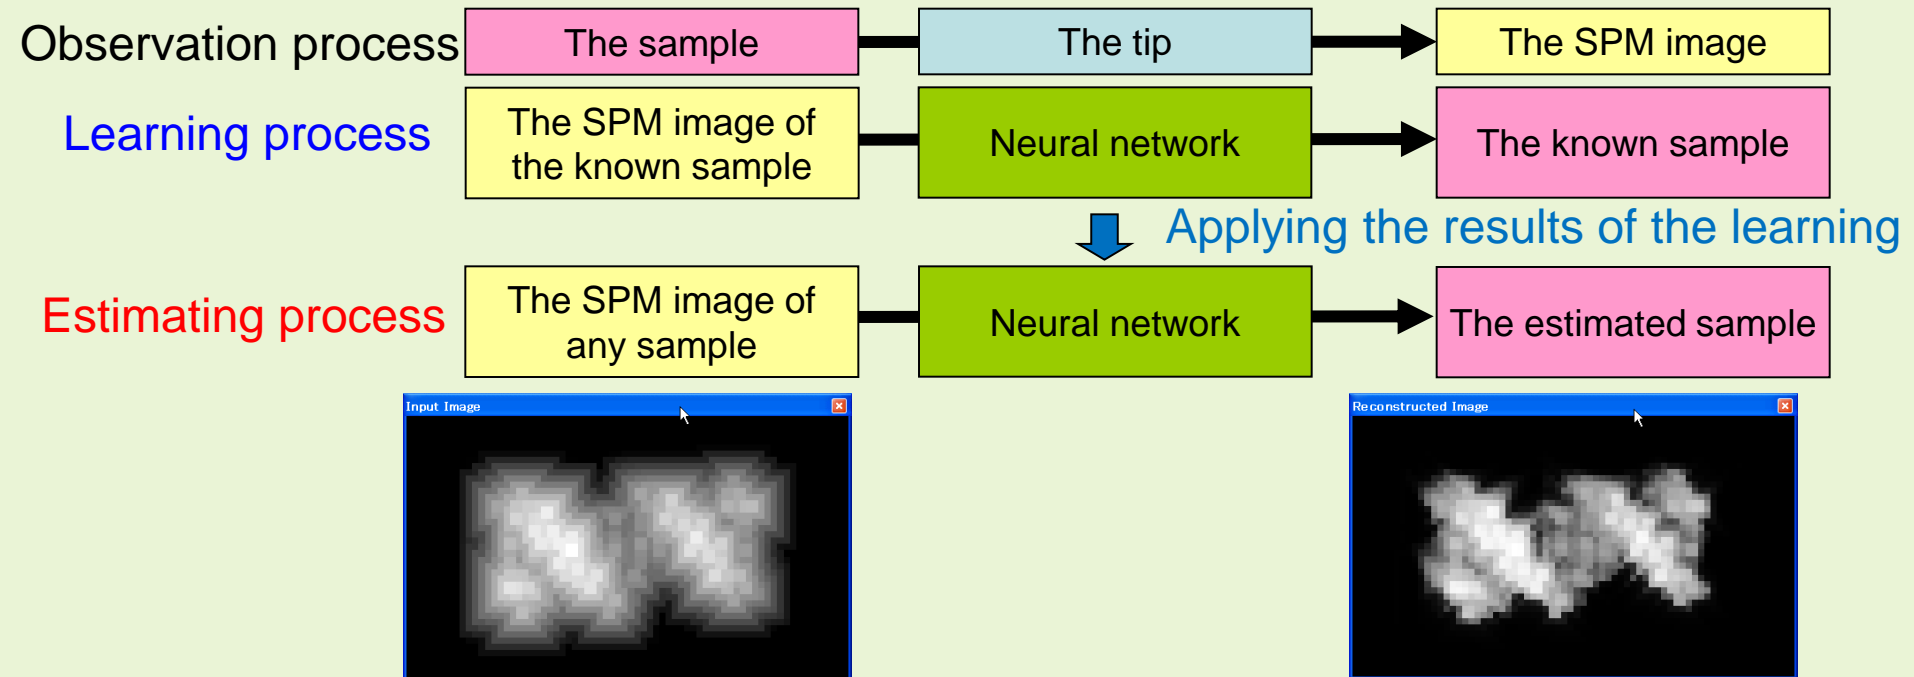 Observation process
The sample
The tip
The SPM image
Learning process
The SPM image of
the known sample
Neural network
The known sample
Applying the results of the learning
Estimating process
The SPM image of
any sample
Neural network
The estimated sample
Input Image
Reconstructed Image